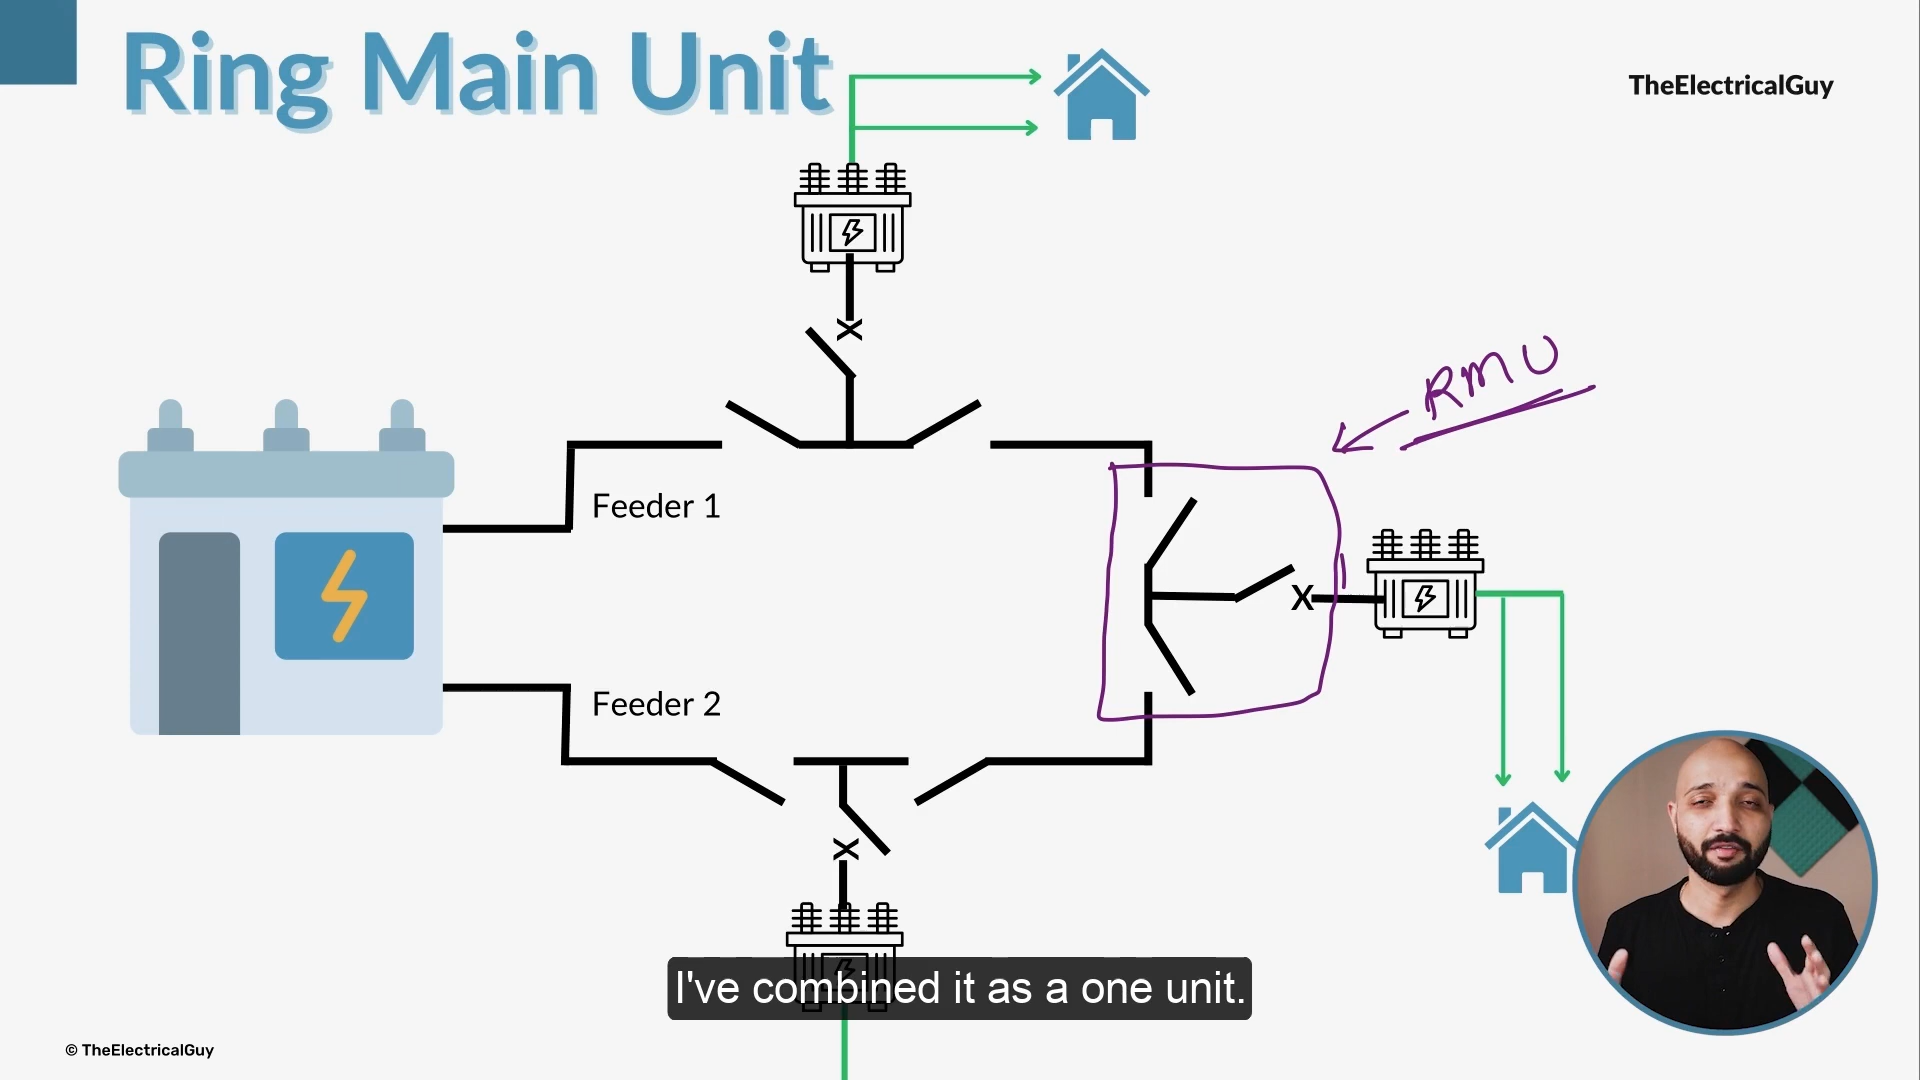 Ring Main Unit
TheElectricalGuy
RMU
Feeder 1
X
Feeder 2
X
X
I've combined it as a one unit.
© TheElectricalGuy